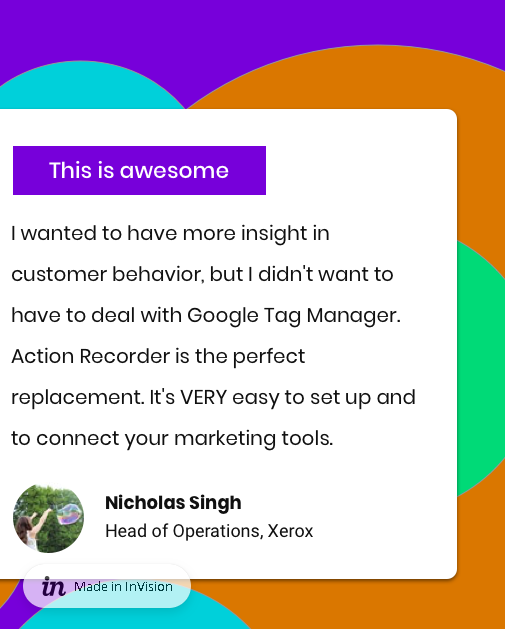 This is awesome
I wanted to have more insight in
customer behavior, but I didn't want to
have to deal with Google Tag Manager.
Action Recorder is the perfect
replacement. It's VERY easy to set up and
to connect your marketing tools.
Nicholas Singh
Head of Operations, Xerox
in Made in InVision